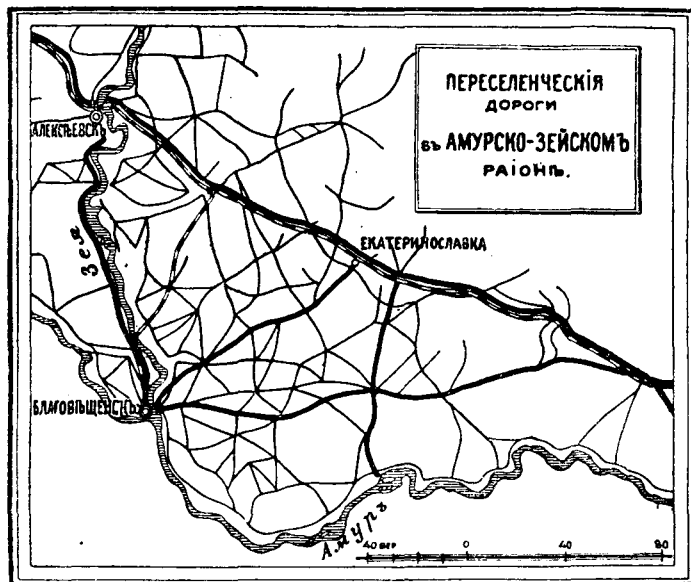 ПЕРЕСЕЛЕНЧЕСКІЯ
ДОРОГИ
въ АМУРСКО-ЗЕЙСКОМЪ
РАІОНѢ.
АЛЕКСѢЕВСКЪ
Зея
ЕКАТЕРИНОСЛАВКА
БЛАГОВѢЩЕНСКЪ
Амуръ
40 вер 0 40 80